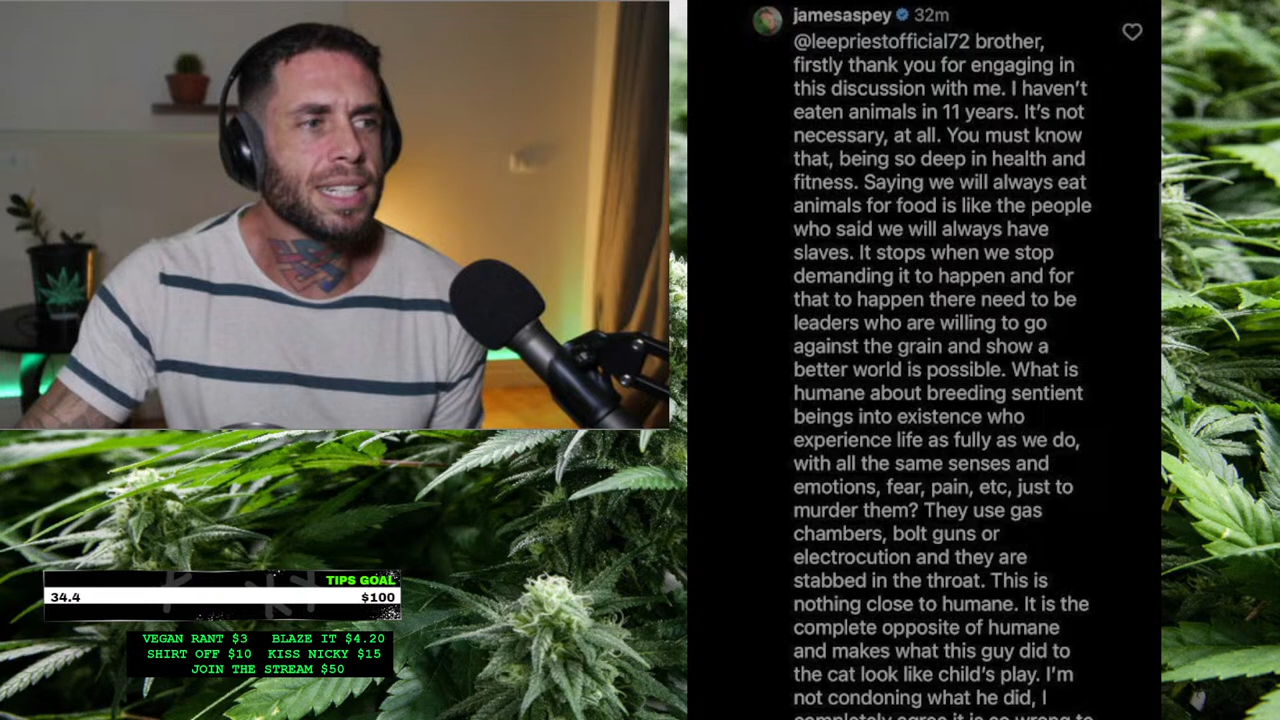 jamesaspey 32m
@leepriestofficial72 brother,
firstly thank you for engaging in
this discussion with me. I haven't
eaten animals in 11 years. It's not
necessary, at all. You must know
that, being so deep in health and
fitness. Saying we will always eat
animals for food is like the people
who said we will always have
slaves. It stops when we stop
demanding it to happen and for
that to happen there need to be
leaders who are willing to go
against the grain and show a
better world is possible. What is
humane about breeding sentient
beings into existence who
experience life as fully as we do,
with all the same senses and
emotions, fear, pain, etc, just to
murder them? They use gas
chambers, bolt guns or
electrocution and they are
stabbed in the throat. This is
nothing close to humane. It is the
complete opposite of humane
and makes what this guy did to
the cat look like child's play. I'm
not condoning what he did, I
completely agree it is so wrong to
TIPS GOAL
34.4 $100
VEGAN RANT $3 BLAZE IT $4.20
SHIRT OFF $10 KISS NICKY $15
JOIN THE STREAM $50